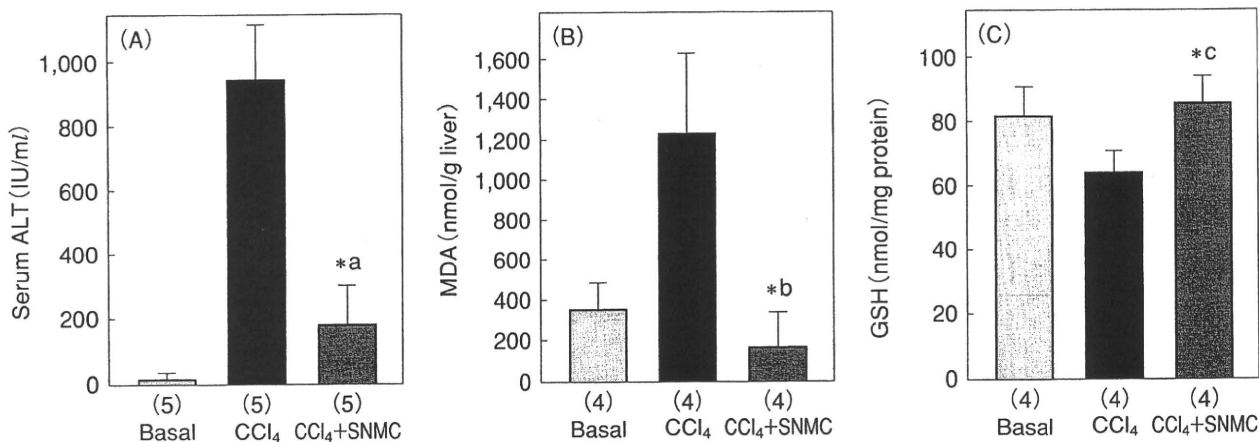 (A)
Serum ALT (IU/ml)
1,000
800
600
400
200
0
*a
(5) (5) (5)
Basal CCl₄ CCl₄+SNMC
(B)
MDA (nmol/g liver)
1,600
1,400
1,200
1,000
800
600
400
200
0
*b
(4) (4) (4)
Basal CCl₄ CCl₄+SNMC
(C)
GSH (nmol/mg protein)
100
80
60
40
20
0
*c
(4) (4) (4)
Basal CCl₄ CCl₄+SNMC